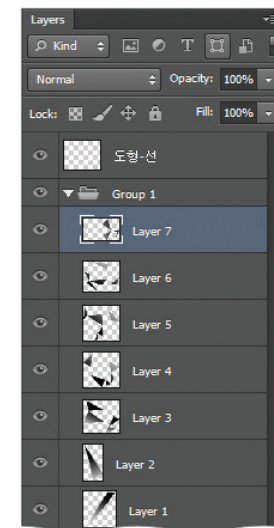 Layers
Kind
Normal Opacity: 100%
Lock: Fill: 100%
도형-선
Group 1
Layer 7
Layer 6
Layer 5
Layer 4
Layer 3
Layer 2
Layer 1